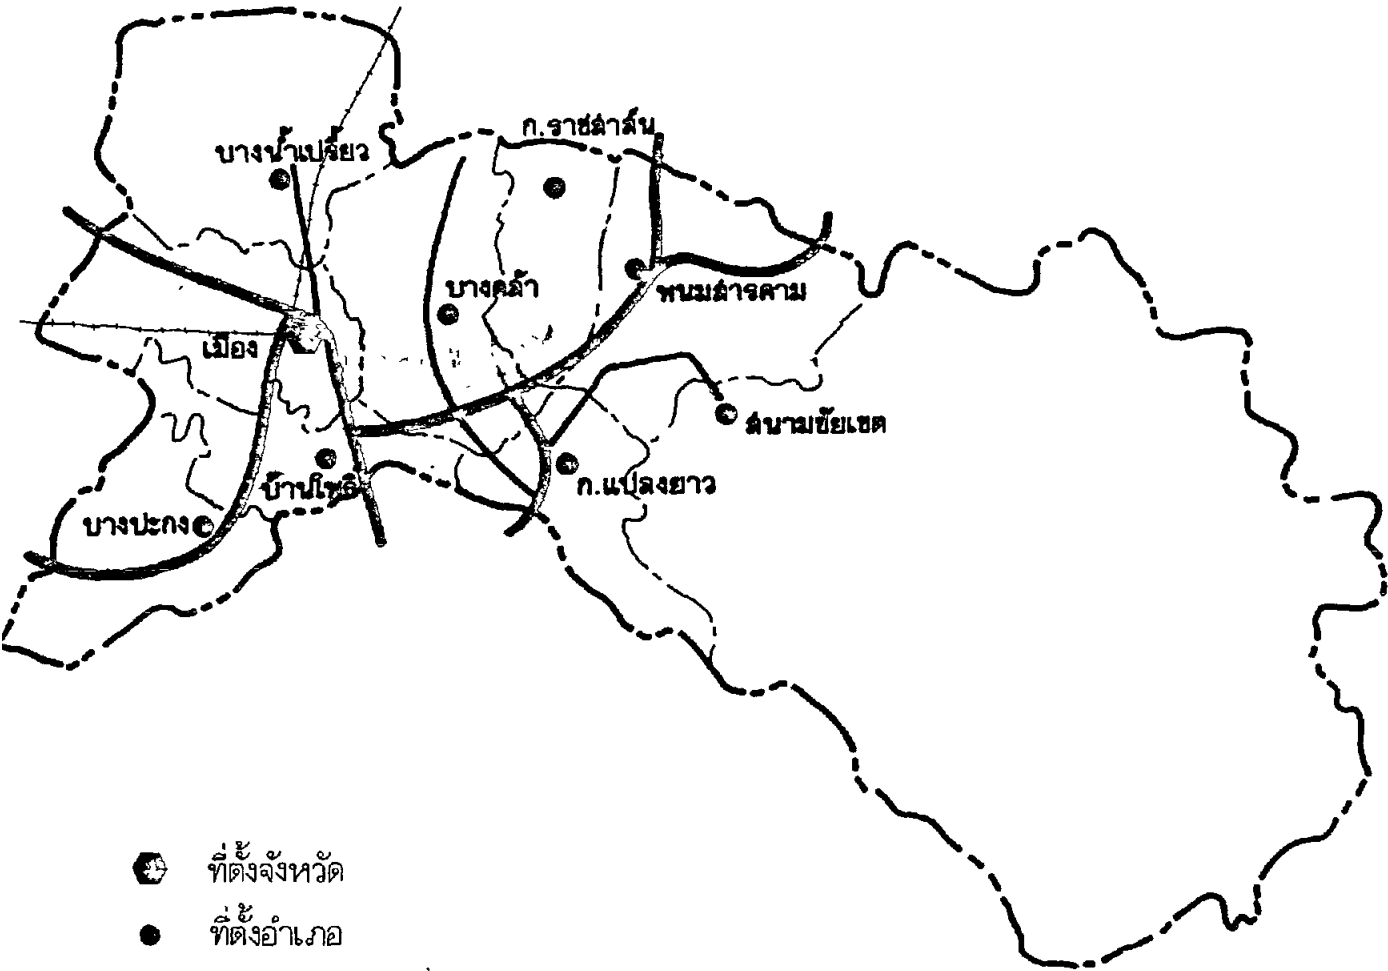 ก.ราชสาส์น
บางน้ำเปรี้ยว
บางคล้า
พนมสารคาม
เมือง
สนามชัยเขต
บ้านโพธิ์
ก.แปลงยาว
บางปะกง
ที่ตั้งจังหวัด
ที่ตั้งอำเภอ